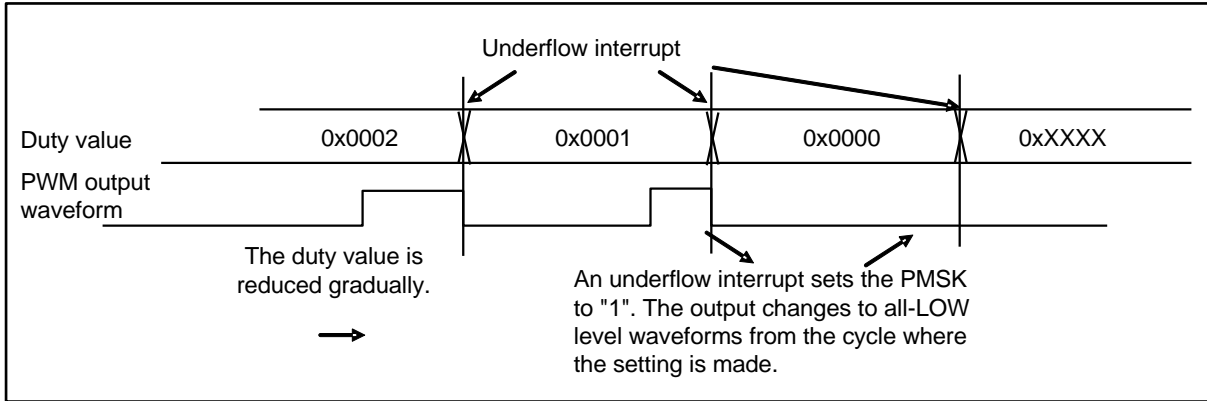 Underflow interrupt
Duty value 0x0002 0x0001 0x0000 0xXXXX
PWM output
waveform
The duty value is
reduced gradually.
An underflow interrupt sets the PMSK
to "1". The output changes to all-LOW
level waveforms from the cycle where
the setting is made.